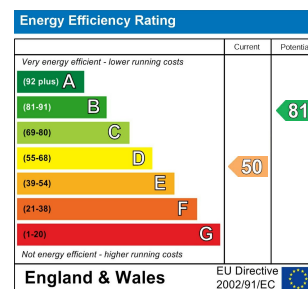 Energy Efficiency Rating
Current Potentia
Very energy efficient - lower running costs
(92 plus) A
(81-91) B
81
(69-80) C
(55-68) D
50
(39-54) E
(21-38) F
(1-20) G
Not energy efficient - higher running costs
England & Wales
EU Directive
2002/91/EC